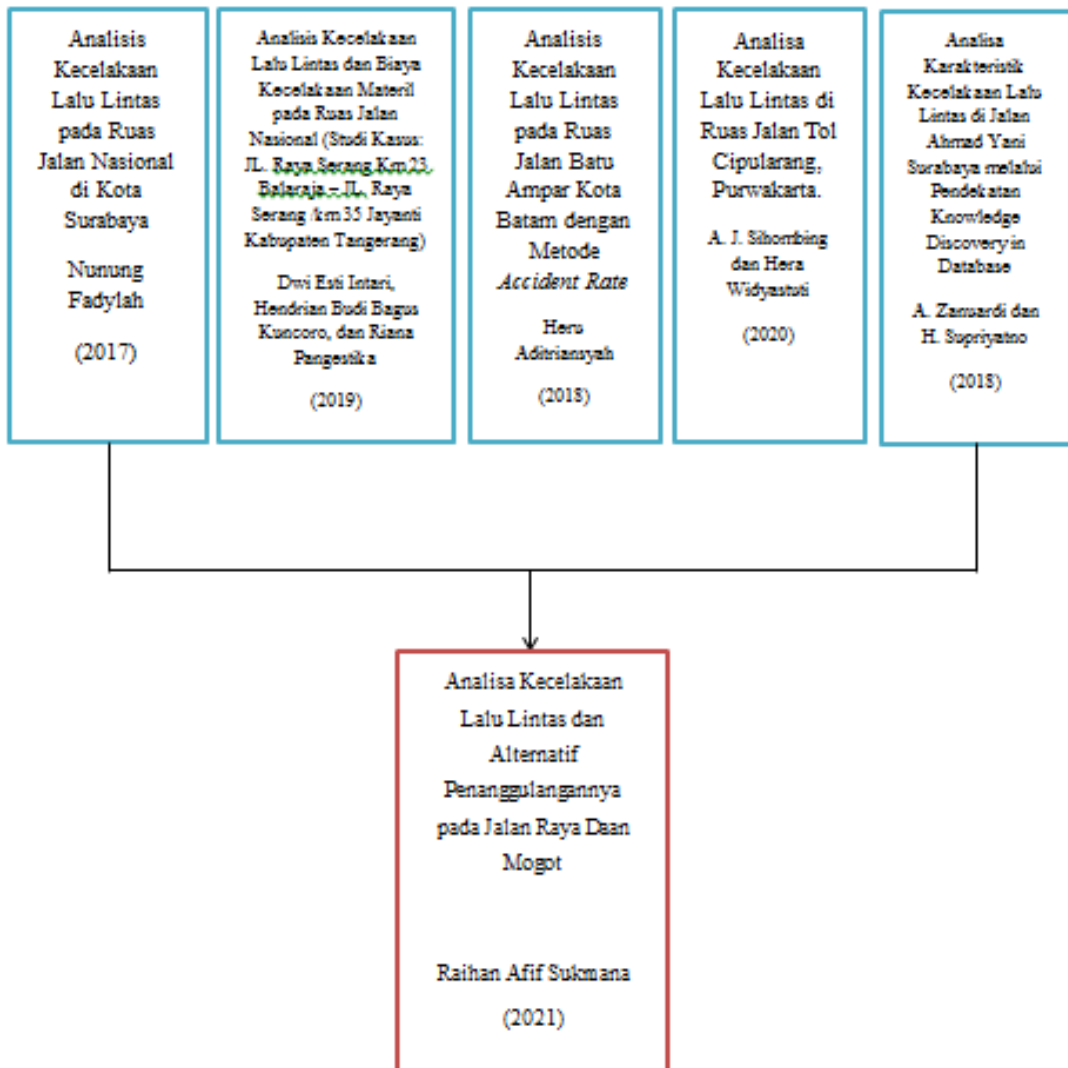 Analisis
Kecelakaan
Lalu Lintas
pada Ruas
Jalan Nasional
di Kota
Surabaya
Nunung
Fadylah
(2017)
Analisis Kecelakaan
Lalu Lintas dan Biaya
Kecelakaan Materil
pada Ruas Jalan
Nasional (Studi Kasus:
JL. Raya Serang Km 23,
Balaraja – JL. Raya
Serang /km 35 Jayanti
Kabupaten Tangerang)
Dwi Esti Intari,
Hendrian Budi Bagus
Kuncoro, dan Riana
Pangestika
(2019)
Analisis
Kecelakaan
Lalu Lintas
pada Ruas
Jalan Batu
Ampar Kota
Batam dengan
Metode
Accident Rate
Heru
Aditriansyah
(2018)
Analisa
Kecelakaan
Lalu Lintas di
Ruas Jalan Tol
Cipularang,
Purwakarta.
A. J. Sihombing
dan Hera
Widyastuti
(2020)
Analisa
Karakteristik
Kecelakaan Lalu
Lintas di Jalan
Ahmad Yani
Surabaya melalui
Pendekatan
Knowledge
Discovery in
Database
A. Zanuardi dan
H. Supriyatno
(2018)
Analisa Kecelakaan
Lalu Lintas dan
Alternatif
Penanggulangannya
pada Jalan Raya Daan
Mogot
Raihan Afif Sukmana
(2021)